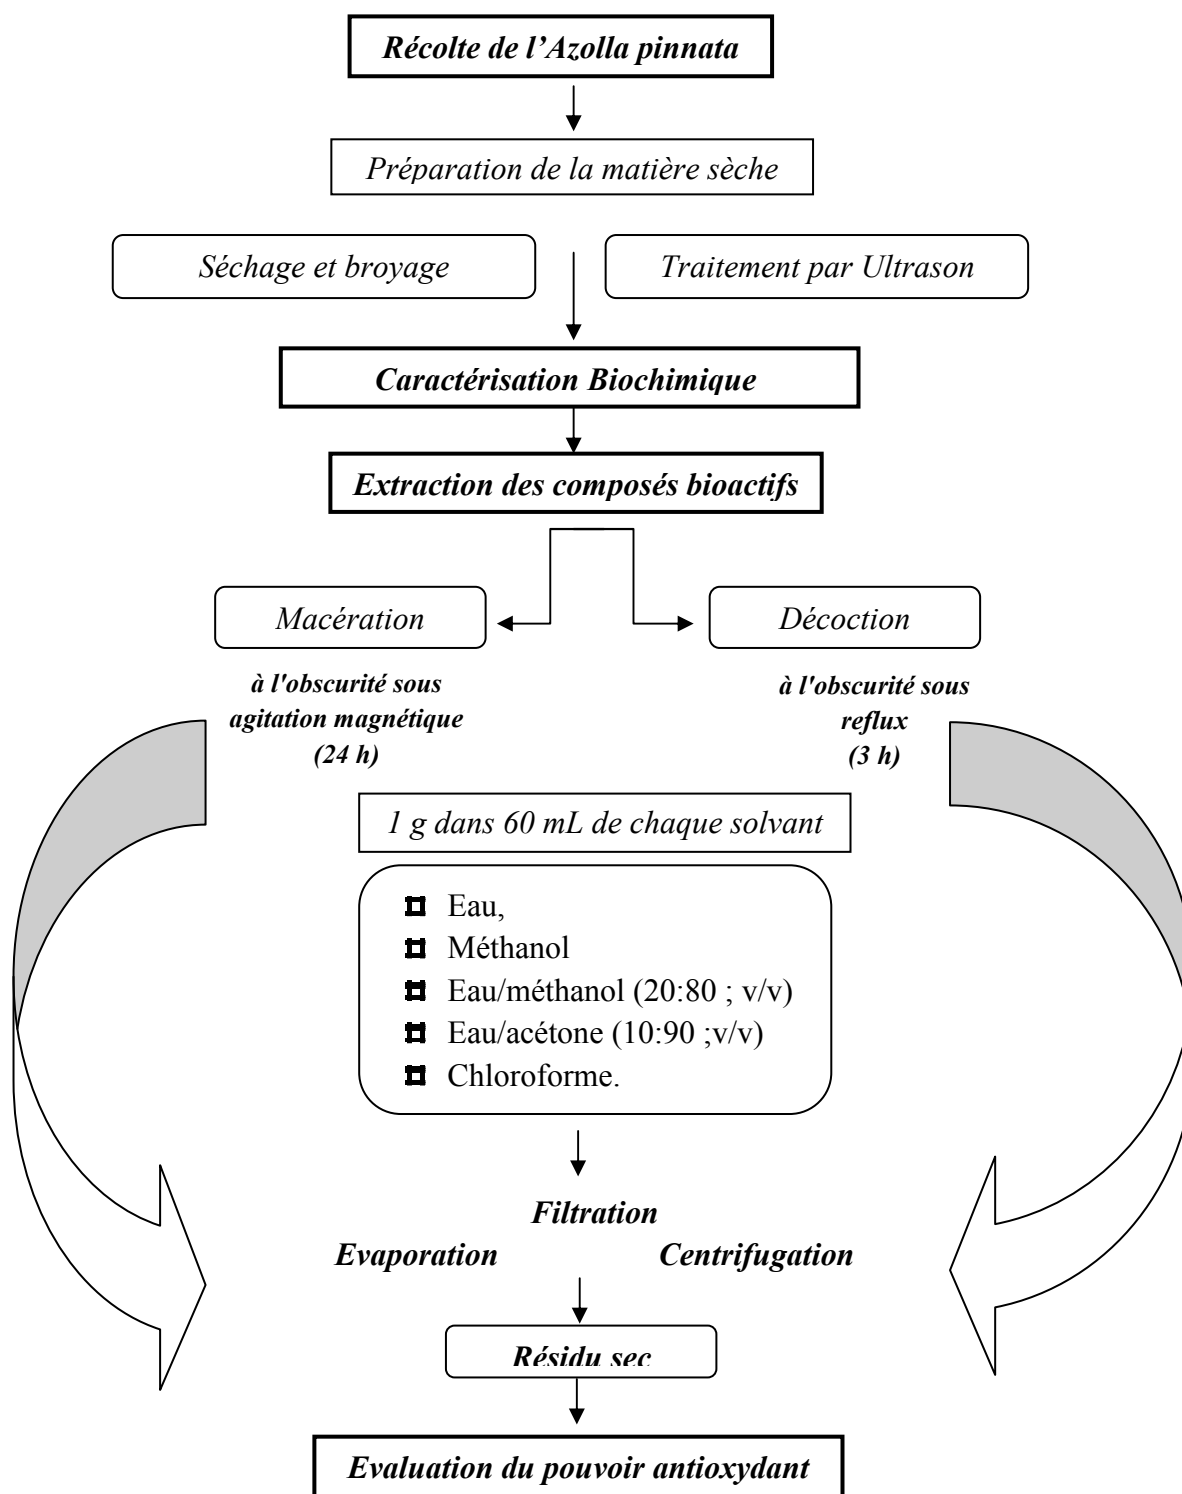 Récolte de l’Azolla pinnata
Préparation de la matière sèche
Séchage et broyage
Traitement par Ultrason
Caractérisation Biochimique
Extraction des composés bioactifs
Macération
Décoction
à l'obscurité sous
agitation magnétique
(24 h)
à l'obscurité sous
reflux
(3 h)
1 g dans 60 mL de chaque solvant
Eau,
Méthanol
Eau/méthanol (20:80 ; v/v)
Eau/acétone (10:90 ;v/v)
Chloroforme.
Filtration
Evaporation
Centrifugation
Résidu sec
Evaluation du pouvoir antioxydant